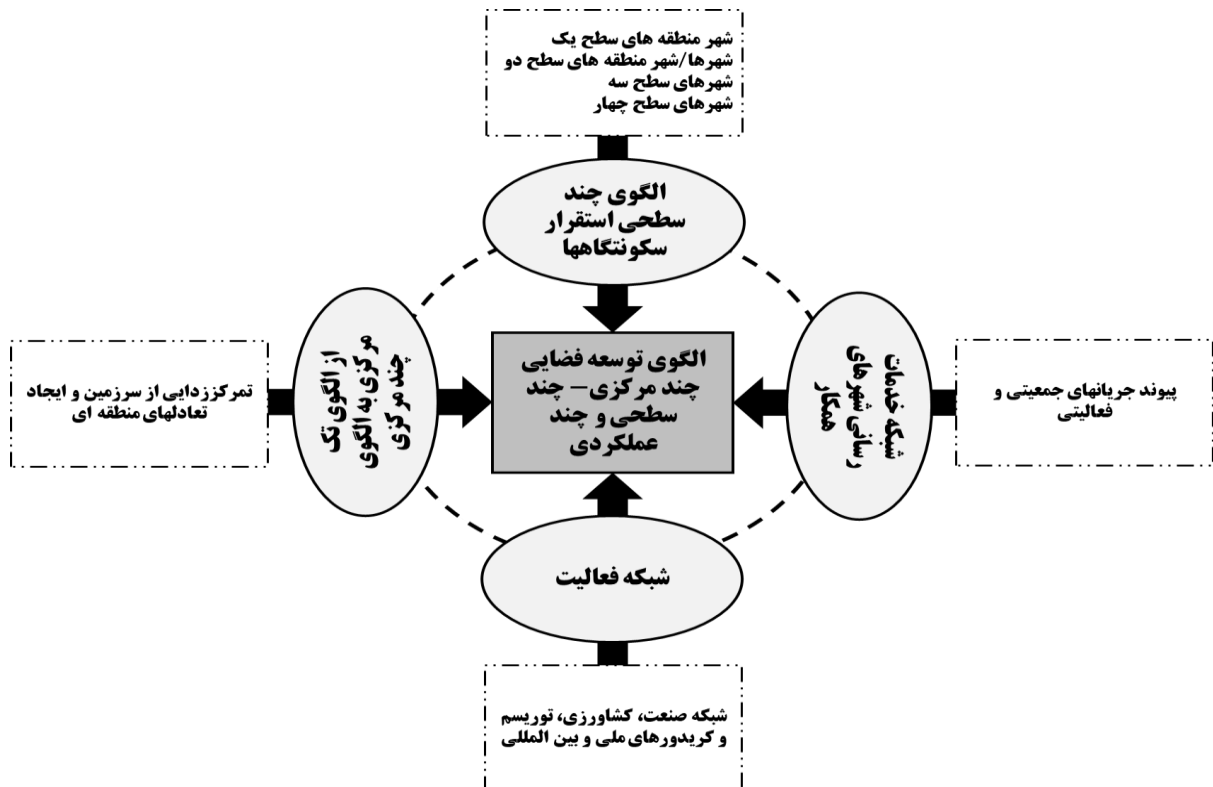 شهر منطقه های سطح یک
شهرها/شهر منطقه های سطح دو
شهرهای سطح سه
شهرهای سطح چهار
الگوی چند
سطحی استقرار
سکونتگاهها
پیوند جریانهای جمعیتی و
فعالیتی
شبکه خدمات
رسانی شهرهای
همکار
الگوی توسعه فضایی
چند مرکزی– چند
سطحی و چند
عملکردی
از الگوی تک
مرکزی به الگوی
چند مرکزی
تمرکززدایی از سرزمین و ایجاد
تعادلهای منطقه ای
شبکه فعالیت
شبکه صنعت، کشاورزی، توریسم
و کریدورهای ملی و بین المللی